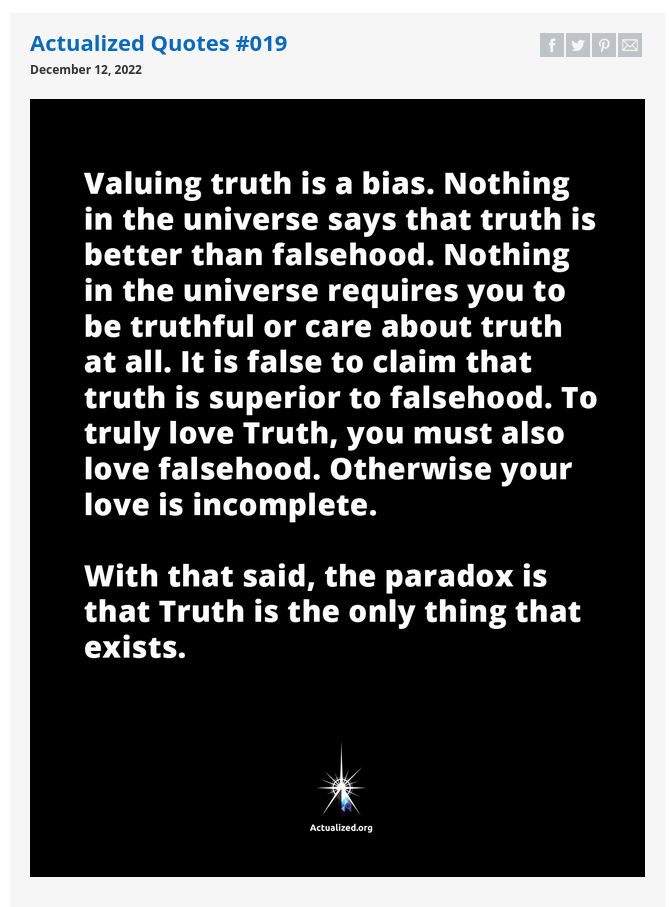 Actualized Quotes #019
December 12, 2022
Valuing truth is a bias. Nothing
in the universe says that truth is
better than falsehood. Nothing
in the universe requires you to
be truthful or care about truth
at all. It is false to claim that
truth is superior to falsehood. To
truly love Truth, you must also
love falsehood. Otherwise your
love is incomplete.
With that said, the paradox is
that Truth is the only thing that
exists.
Actualized.org